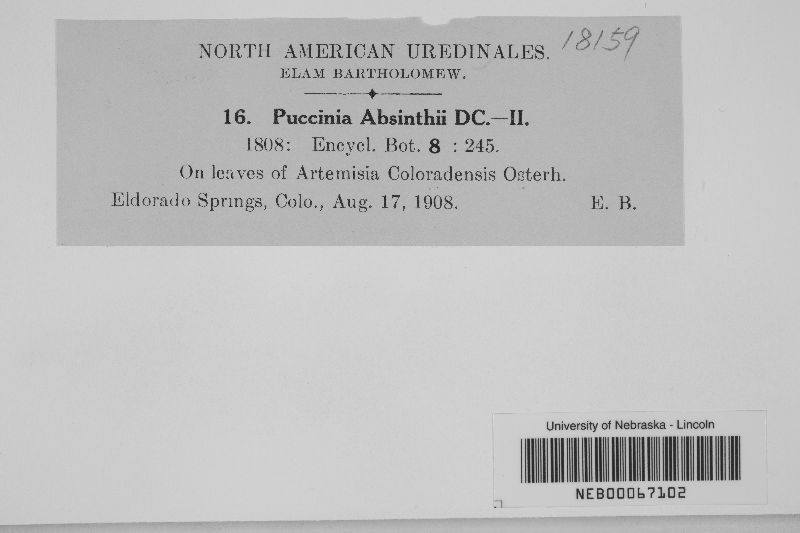 18159
NORTH AMERICAN UREDINALES.
ELAM BARTHOLOMEW.
16. Puccinia Absinthii DC.—II.
1808: Encycl. Bot. 8 : 245.
On leaves of Artemisia Coloradensis Osterh.
Eldorado Springs, Colo., Aug. 17, 1908. E. B.
University of Nebraska - Lincoln
NEB00067102